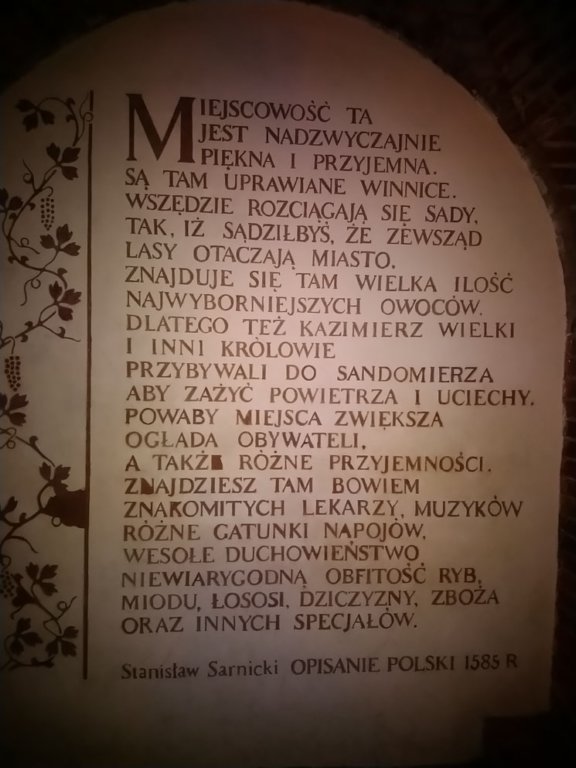 MIEJSCOWOŚĆ TA
JEST NADZWYCZAJNIE
PIĘKNA I PRZYJEMNA.
SĄ TAM UPRAWIANE WINNICE.
WSZĘDZIE ROZCIĄGAJĄ SIĘ SADY,
TAK, IŻ SĄDZIŁBYŚ, ŻE ZEWSZĄD
LASY OTACZAJĄ MIASTO.
ZNAJDUJE SIĘ TAM WIELKA ILOŚĆ
NAJWYBORNIEJSZYCH OWOCÓW.
DLATEGO TEŻ KAZIMIERZ WIELKI
I INNI KRÓLOWIE
PRZYBYWALI DO SANDOMIERZA
ABY ZAŻYĆ POWIETRZA I UCIECHY.
POWABY MIEJSCA ZWIĘKSZA
OGŁADA OBYWATELI,
A TAKŻE RÓŻNE PRZYJEMNOŚCI.
ZNAJDZIESZ TAM BOWIEM
ZNAKOMITYCH LEKARZY, MUZYKÓW
RÓŻNE GATUNKI NAPOJÓW,
WESOŁE DUCHOWIEŃSTWO
NIEWIARYGODNĄ OBFITOŚĆ RYB,
MIODU, ŁOSOSI, DZICZYZNY, ZBOŻA
ORAZ INNYCH SPECJAŁÓW.
Stanisław Sarnicki OPISANIE POLSKI 1585 R